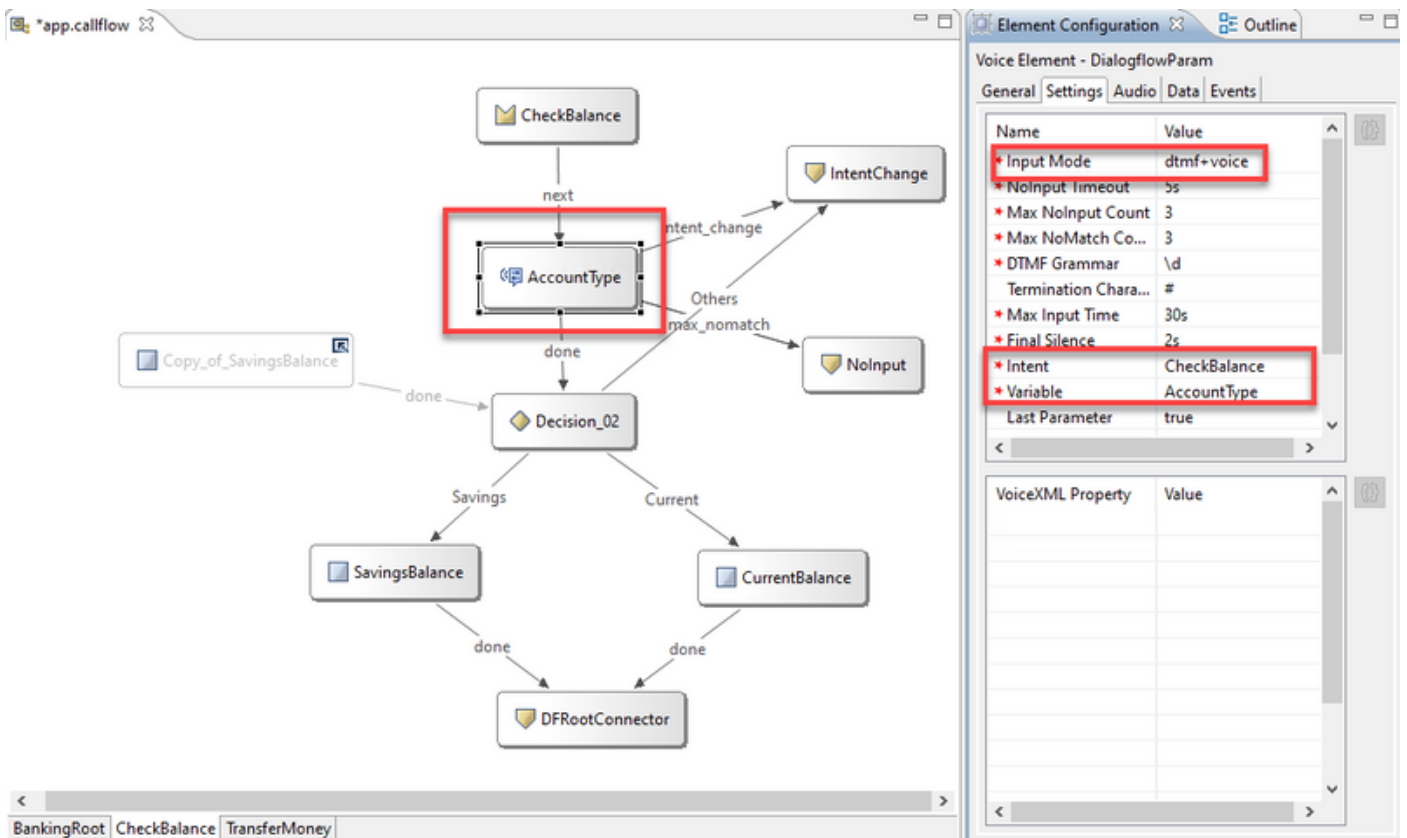 *app.callflow
CheckBalance
next
IntentChange
ntent_change
AccountType
Others
max_nomatch
done
NoInput
Copy_of_SavingsBalance
done
Decision_02
Savings
Current
SavingsBalance
CurrentBalance
done
done
DFRootConnector
BankingRoot CheckBalance TransferMoney
Element Configuration Outline
Voice Element - DialogflowParam
General Settings Audio Data Events
Name Value
* Input Mode dtmf+voice
* NoInput Timeout 5s
* Max NoInput Count 3
* Max NoMatch Co... 3
* DTMF Grammar \d
Termination Chara... #
* Max Input Time 30s
* Final Silence 2s
* Intent CheckBalance
* Variable AccountType
Last Parameter true
VoiceXML Property Value